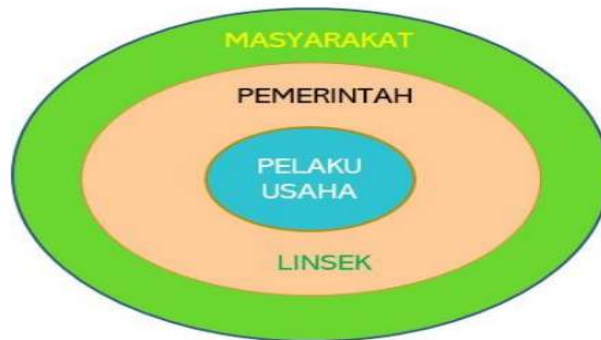 MASYARAKAT
PEMERINTAH
PELAKU
USAHA
LINSEK